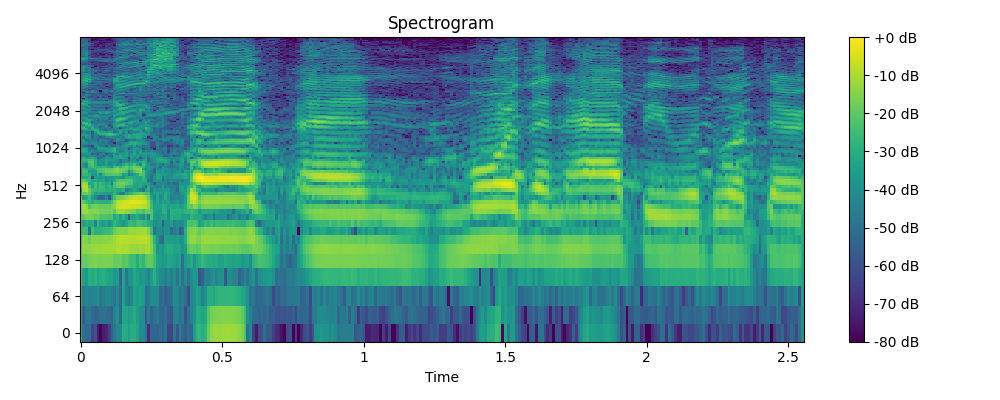 Spectrogram
Hz
4096
2048
1024
512
256
128
64
0
0
0.5
1
1.5
2
2.5
Time
+0 dB
-10 dB
-20 dB
-30 dB
-40 dB
-50 dB
-60 dB
-70 dB
-80 dB